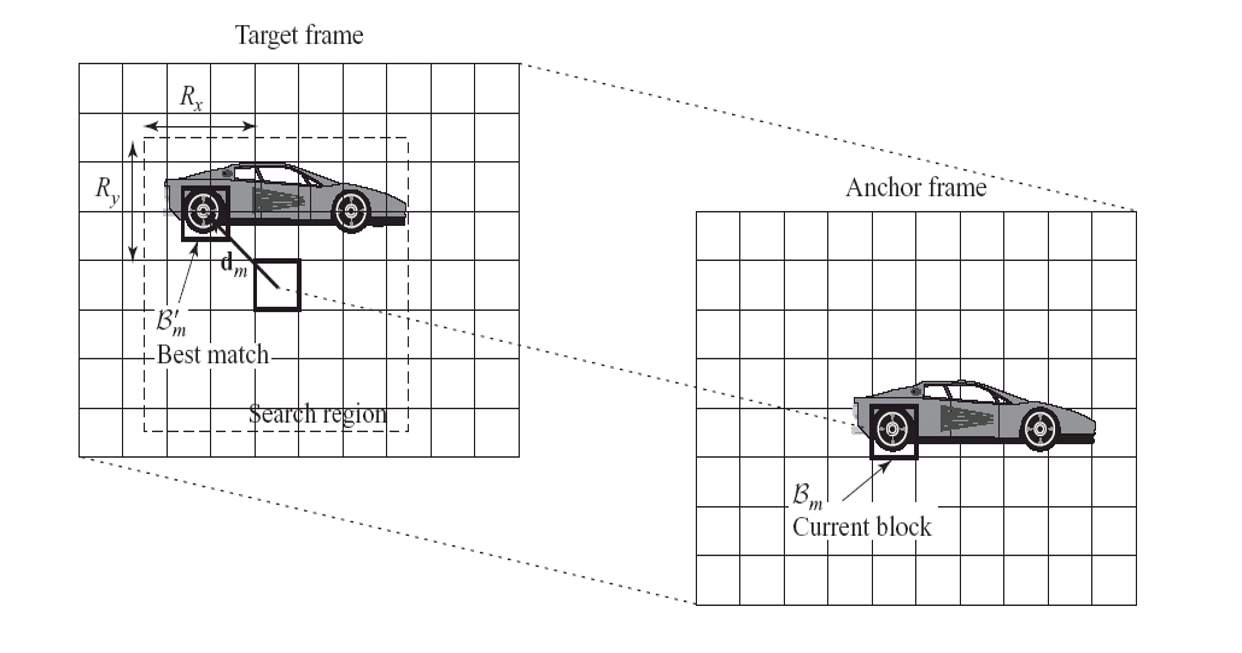 Target frame
R_x
Anchor frame
R_y
d_m
B′_m
Best match
Search region
B_m
Current block